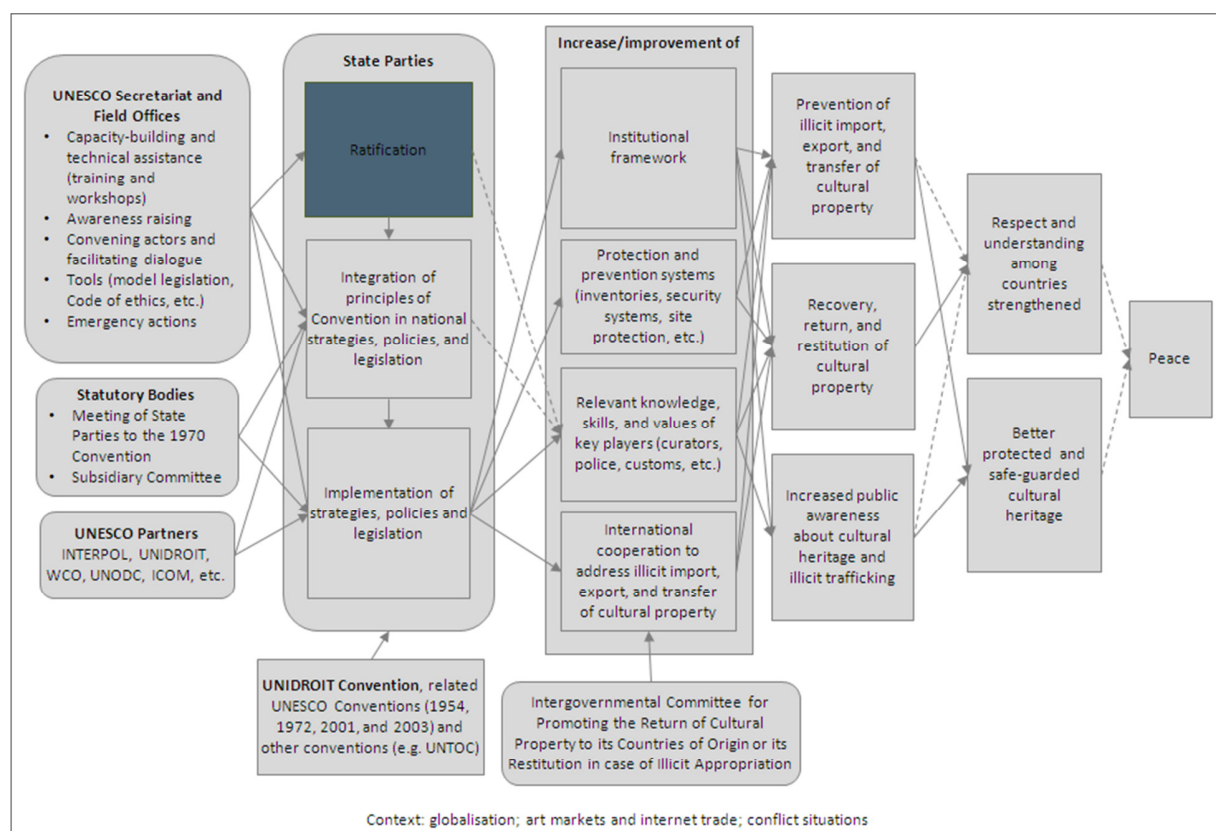 UNESCO Secretariat and
Field Offices
• Capacity-building and
technical assistance
(training and
workshops)
• Awareness raising
• Convening actors and
facilitating dialogue
• Tools (model legislation,
Code of ethics, etc.)
• Emergency actions
Statutory Bodies
• Meeting of State
Parties to the 1970
Convention
• Subsidiary Committee
UNESCO Partners
INTERPOL, UNIDROIT,
WCO, UNODC, ICOM, etc.
State Parties
Ratification
Integration of
principles of
Convention in national
strategies, policies, and
legislation
Implementation of
strategies, policies and
legislation
UNIDROIT Convention, related
UNESCO Conventions (1954,
1972, 2001, and 2003) and
other conventions (e.g. UNTOC)
Increase/improvement of
Institutional
framework
Protection and
prevention systems
(inventories, security
systems, site
protection, etc.)
Relevant knowledge,
skills, and values of
key players (curators,
police, customs, etc.)
International
cooperation to
address illicit import,
export, and transfer
of cultural property
Intergovernmental Committee for
Promoting the Return of Cultural
Property to its Countries of Origin or its
Restitution in case of Illicit Appropriation
Prevention of
illicit import,
export, and
transfer of
cultural
property
Recovery,
return, and
restitution of
cultural
property
Increased public
awareness
about cultural
heritage and
illicit trafficking
Respect and
understanding
among
countries
strengthened
Better
protected and
safe-guarded
cultural
heritage
Peace
Context: globalisation; art markets and internet trade; conflict situations